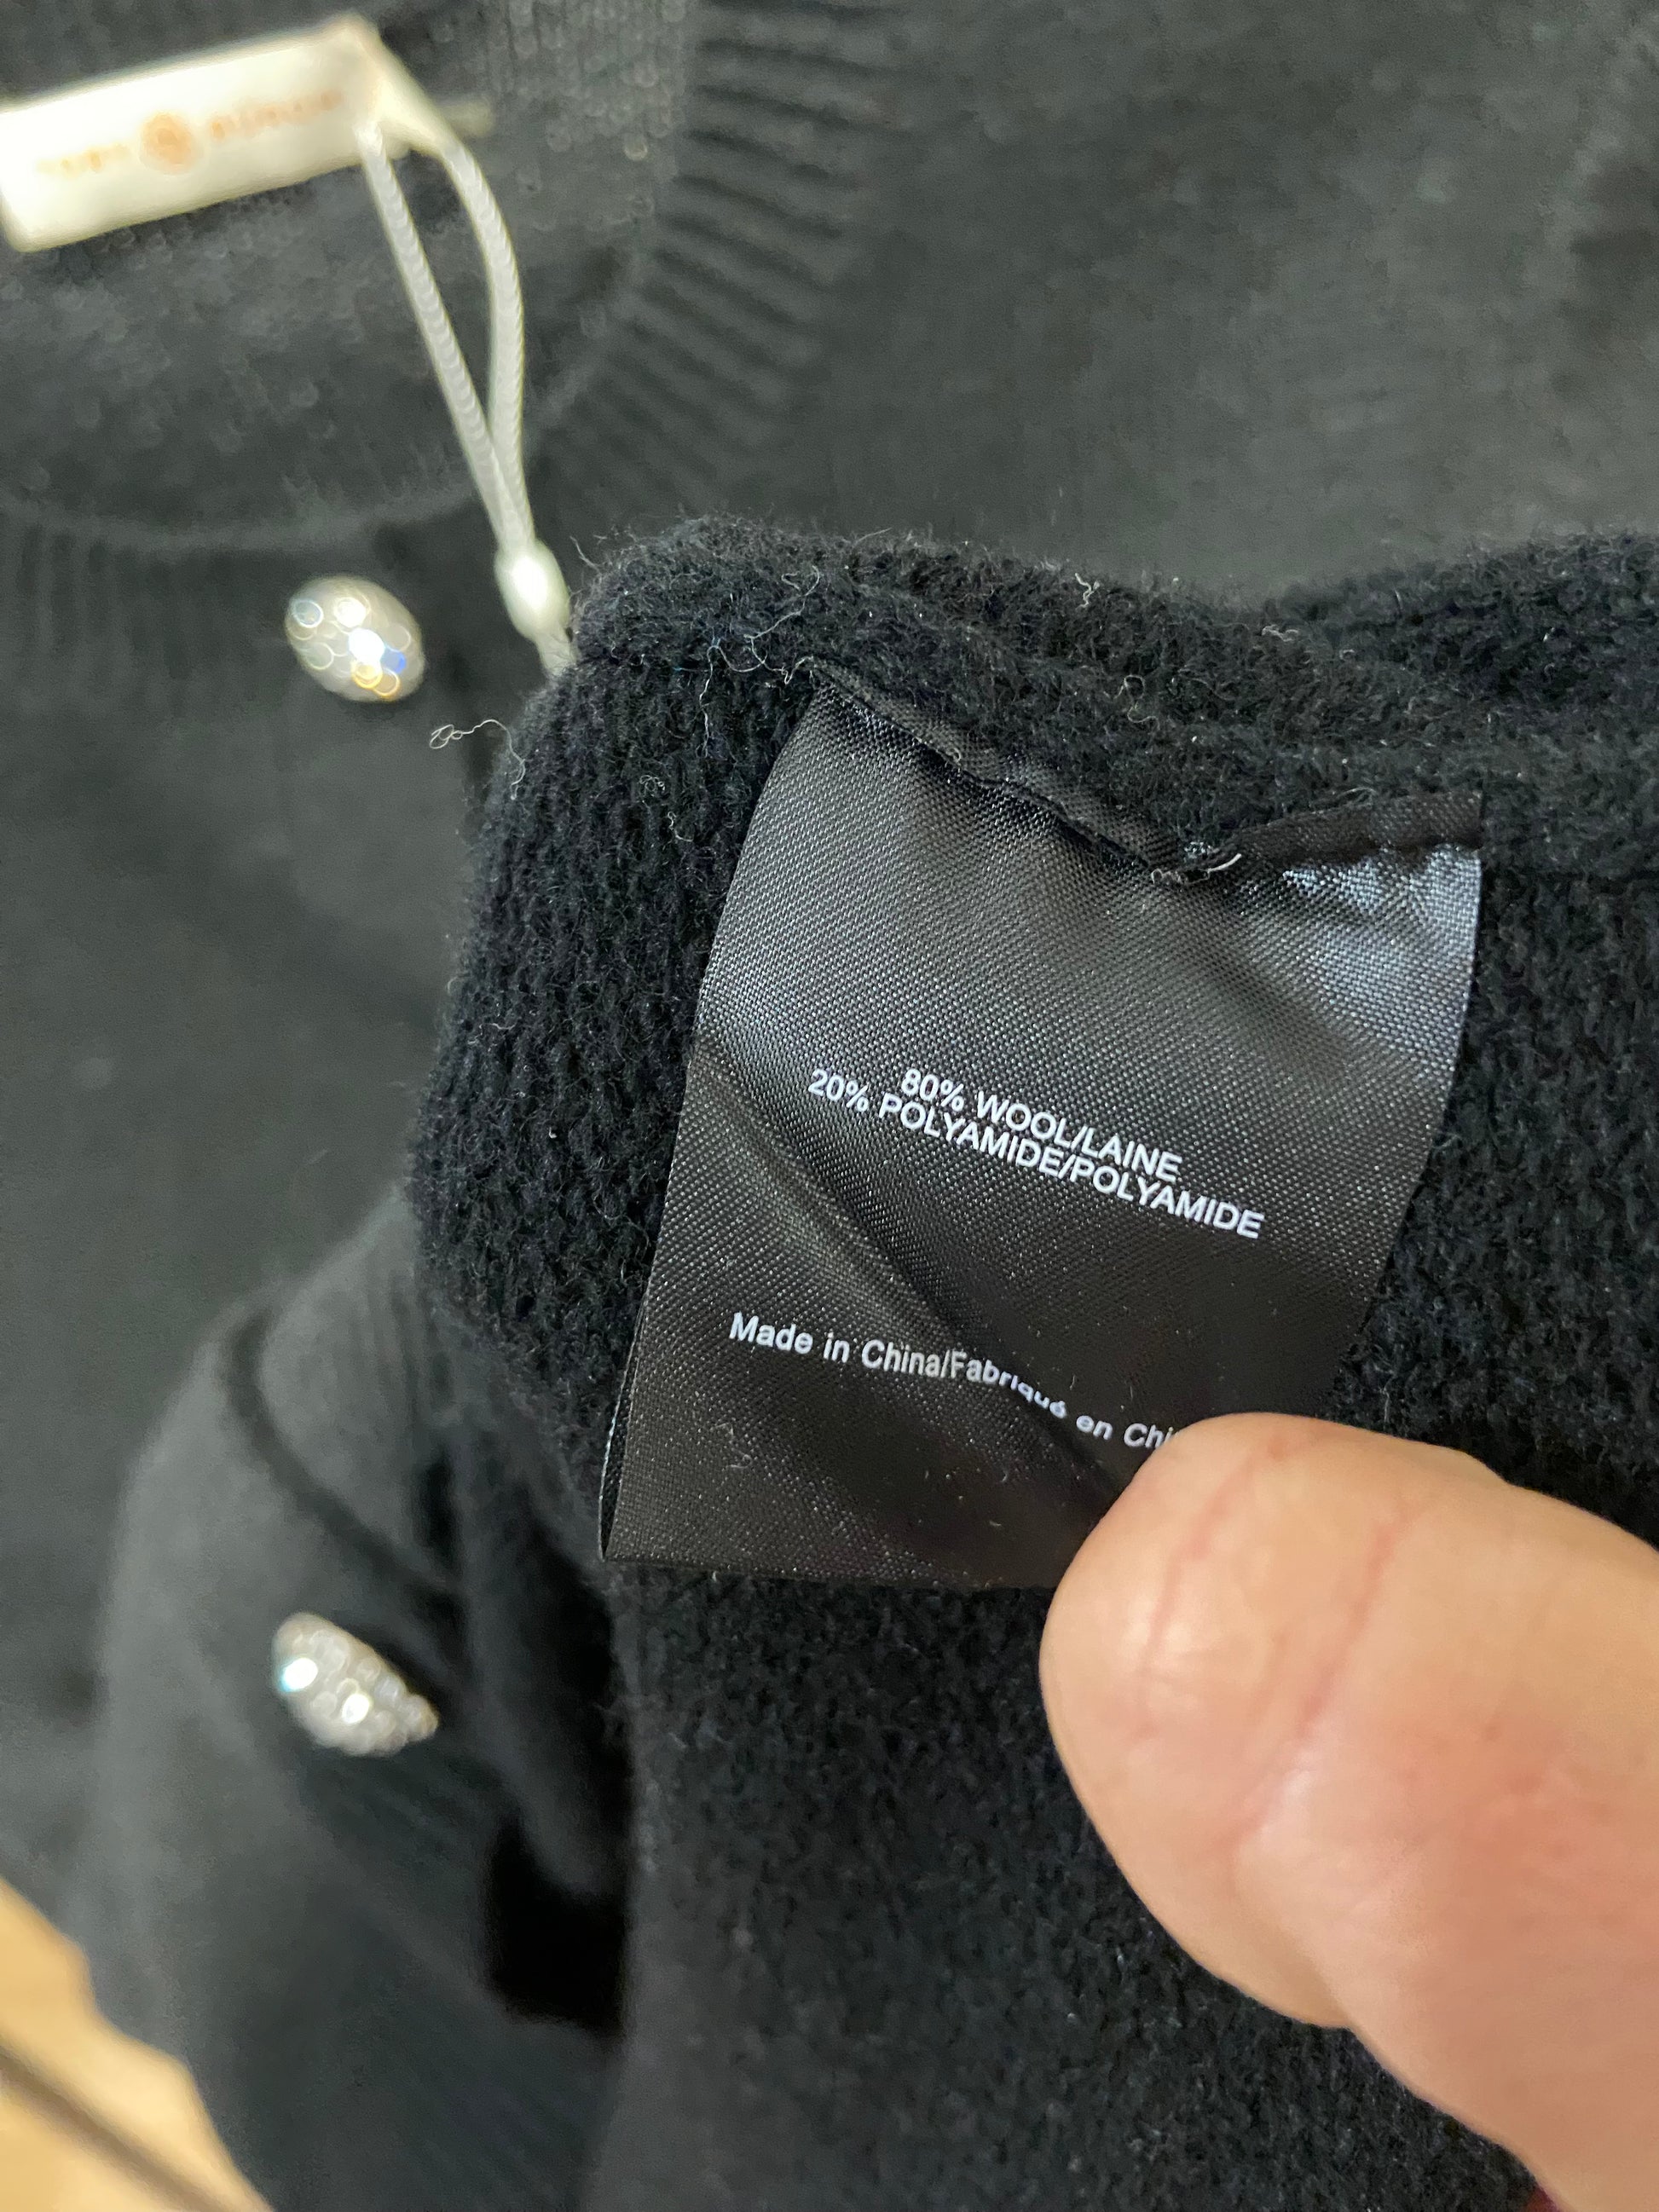 80% WOOL/LAINE
20% POLYAMIDE/POLYAMIDE
Made in China/Fabriqué en Chi